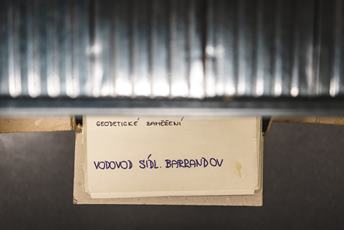 GEODETICKÉ ZAMĚŘENÍ
VODOVOD SÍDL. BARRANDOV